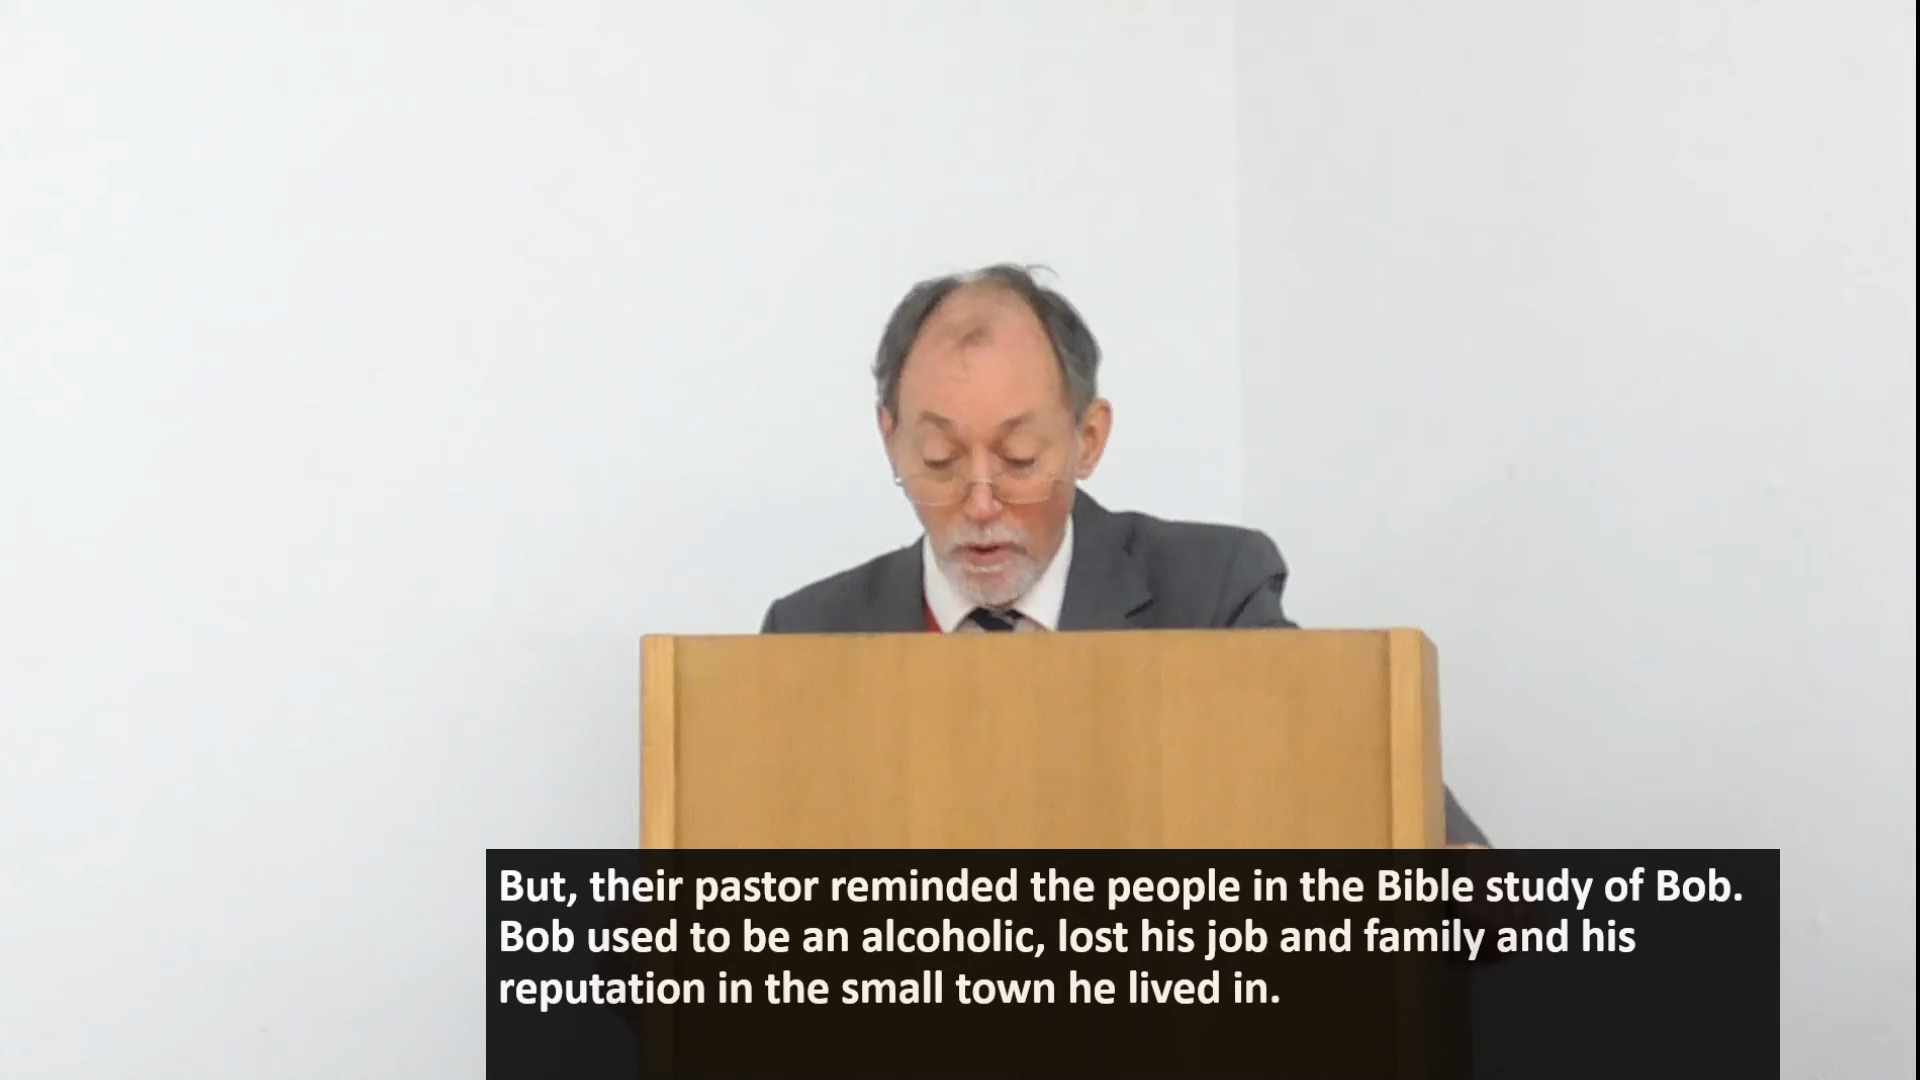 But, their pastor reminded the people in the Bible study of Bob.
Bob used to be an alcoholic, lost his job and family and his
reputation in the small town he lived in.